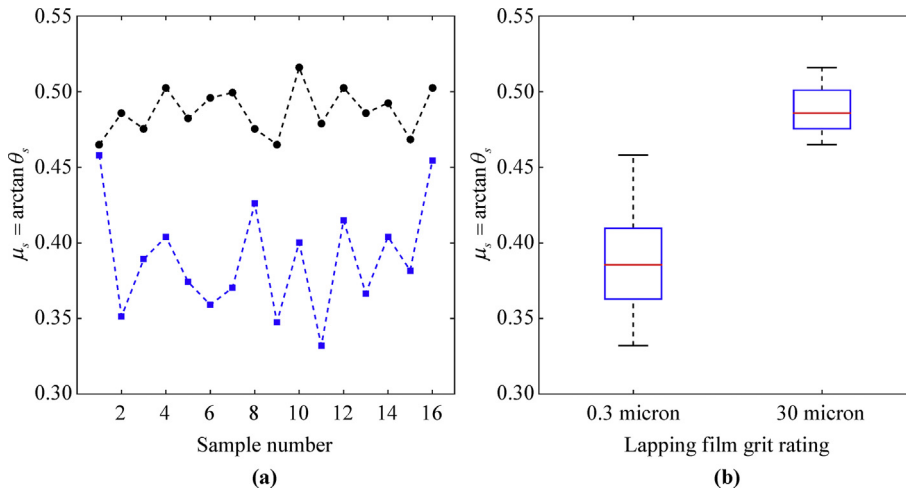 0.55
0.50
0.45
0.40
0.35
0.30
μs = arctan θs
2 4 6 8 10 12 14 16
Sample number
(a)
0.55
0.50
0.45
0.40
0.35
0.30
μs = arctan θs
0.3 micron 30 micron
Lapping film grit rating
(b)